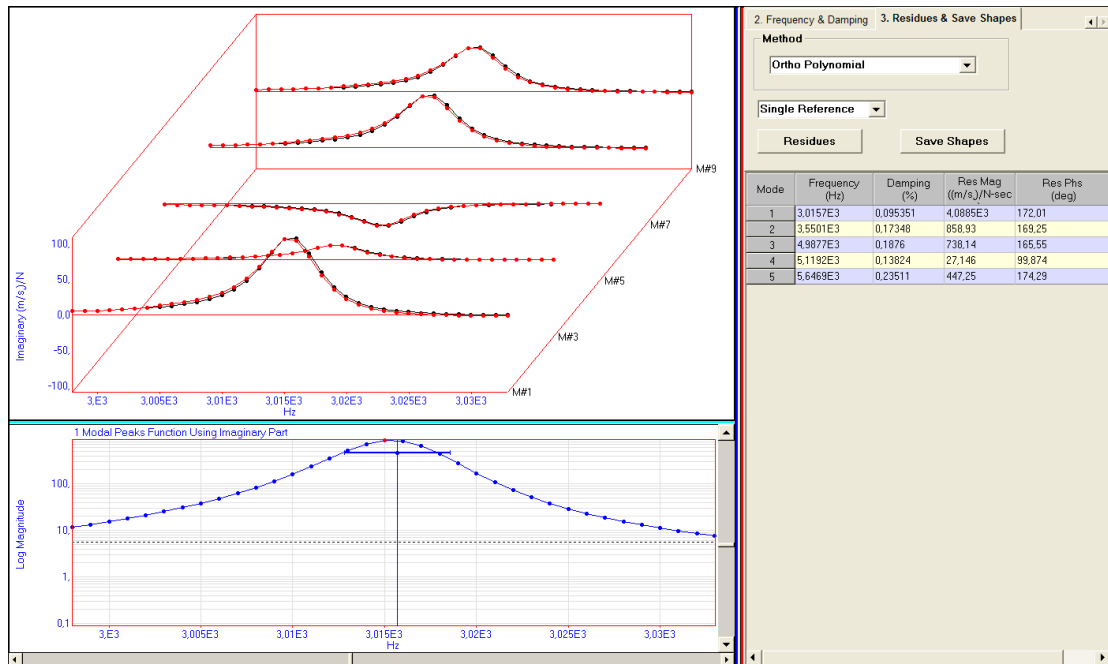 2. Frequency & Damping
3. Residues & Save Shapes
Method
Ortho Polynomial
Single Reference
Residues
Save Shapes
Mode Frequency (Hz) Damping (%) Res Mag ((m/s,)/N-sec Res Phs (deg)
1 3,0157E3 0,095351 4,0885E3 172,01
2 3,5501E3 0,17348 858,93 169,25
3 4,9877E3 0,1876 738,14 165,55
4 5,1192E3 0,13824 27,146 99,874
5 5,6469E3 0,23511 447,25 174,29
Imaginary (m/s,)/N
100,
50,
0,0
-50,
-100,
3,E3 3,005E3 3,01E3 3,015E3 3,02E3 3,025E3 3,03E3
Hz
M#9
M#7
M#5
M#3
M#1
1 Modal Peaks Function Using Imaginary Part
Log Magnitude
100,
10,
1,
0,1
3,E3 3,005E3 3,01E3 3,015E3 3,02E3 3,025E3 3,03E3
Hz